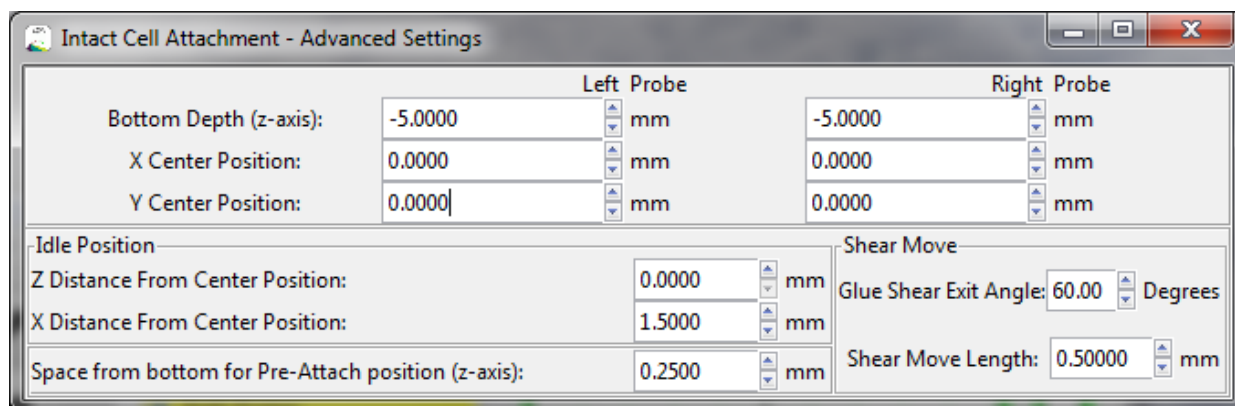 Intact Cell Attachment - Advanced Settings
Left Probe Right Probe
Bottom Depth (z-axis): -5.0000 mm -5.0000 mm
X Center Position: 0.0000 mm 0.0000 mm
Y Center Position: 0.0000 mm 0.0000 mm
Idle Position
Z Distance From Center Position: 0.0000 mm
X Distance From Center Position: 1.5000 mm
Space from bottom for Pre-Attach position (z-axis): 0.2500 mm
Shear Move
Glue Shear Exit Angle: 60.00 Degrees
Shear Move Length: 0.50000 mm